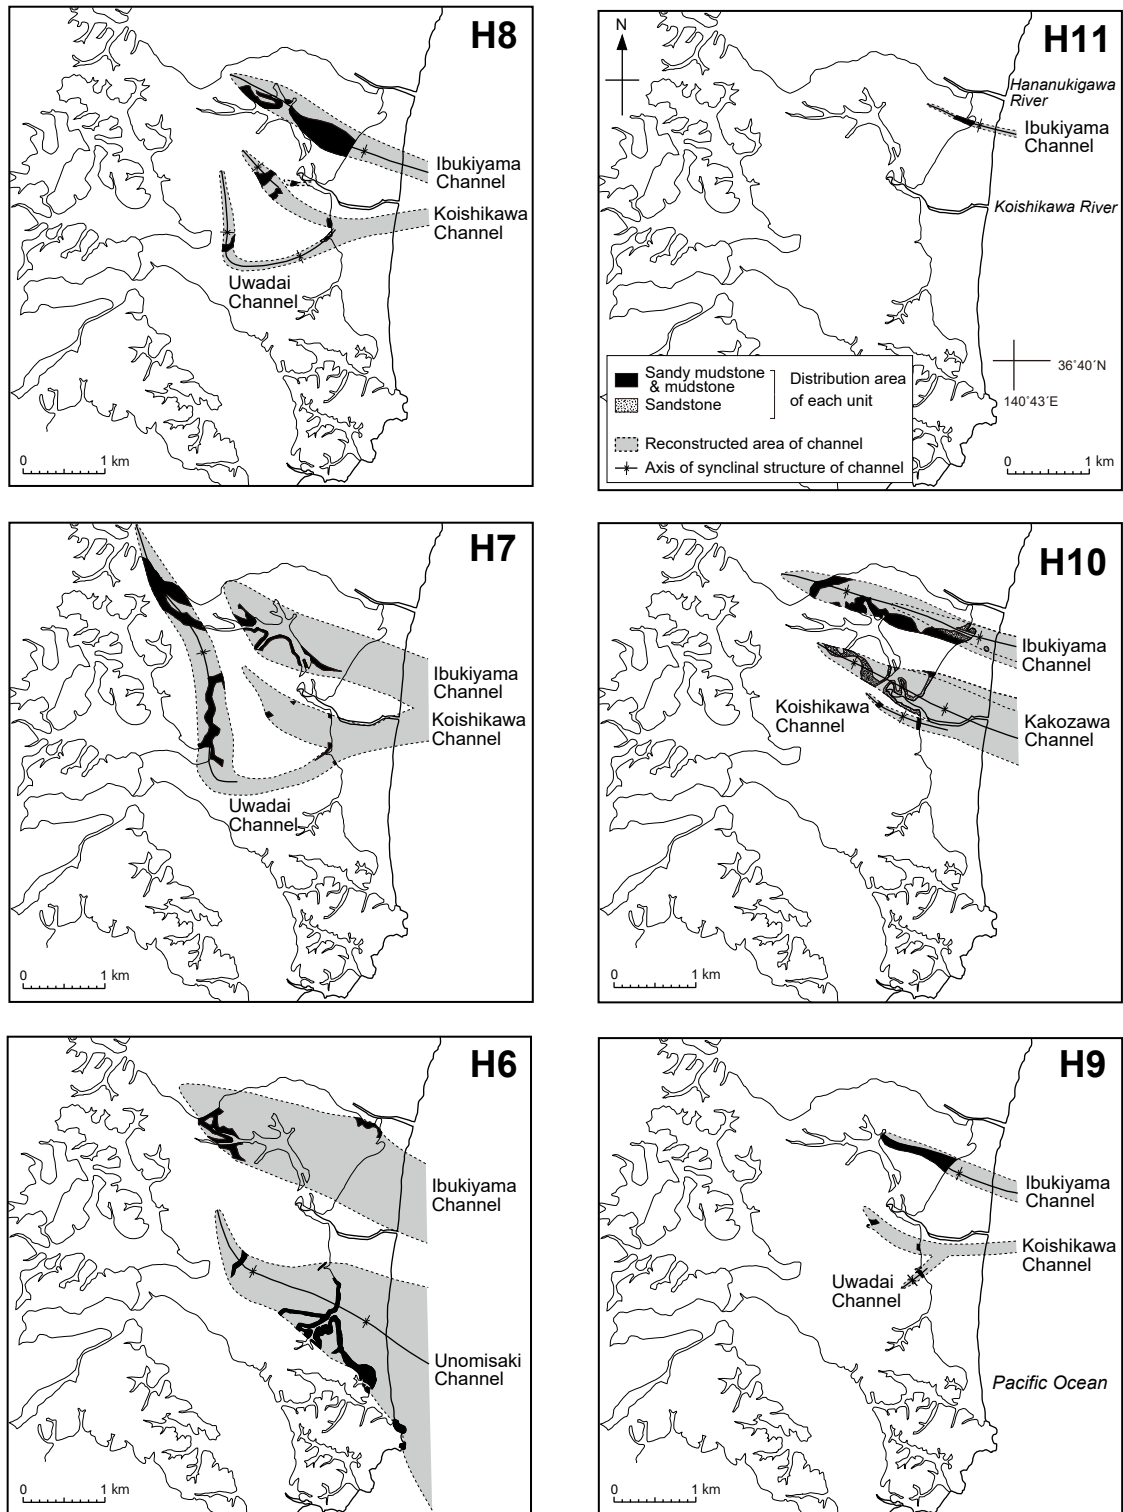 H8
Ibukiyama
Channel
Koishikawa
Channel
Uwadai
Channel
0 1 km
H11
N
Hananukigawa
River
Ibukiyama
Channel
Koishikawa River
36˚40´N
140˚43´E
Sandy mudstone
& mudstone
Sandstone
Distribution area
of each unit
Reconstructed area of channel
Axis of synclinal structure of channel
0 1 km
H7
Ibukiyama
Channel
Koishikawa
Channel
Uwadai
Channel
0 1 km
H10
Ibukiyama
Channel
Koishikawa
Channel
Kakozawa
Channel
0 1 km
H6
Ibukiyama
Channel
Unomisaki
Channel
0 1 km
H9
Ibukiyama
Channel
Koishikawa
Channel
Uwadai
Channel
Pacific Ocean
0 1 km